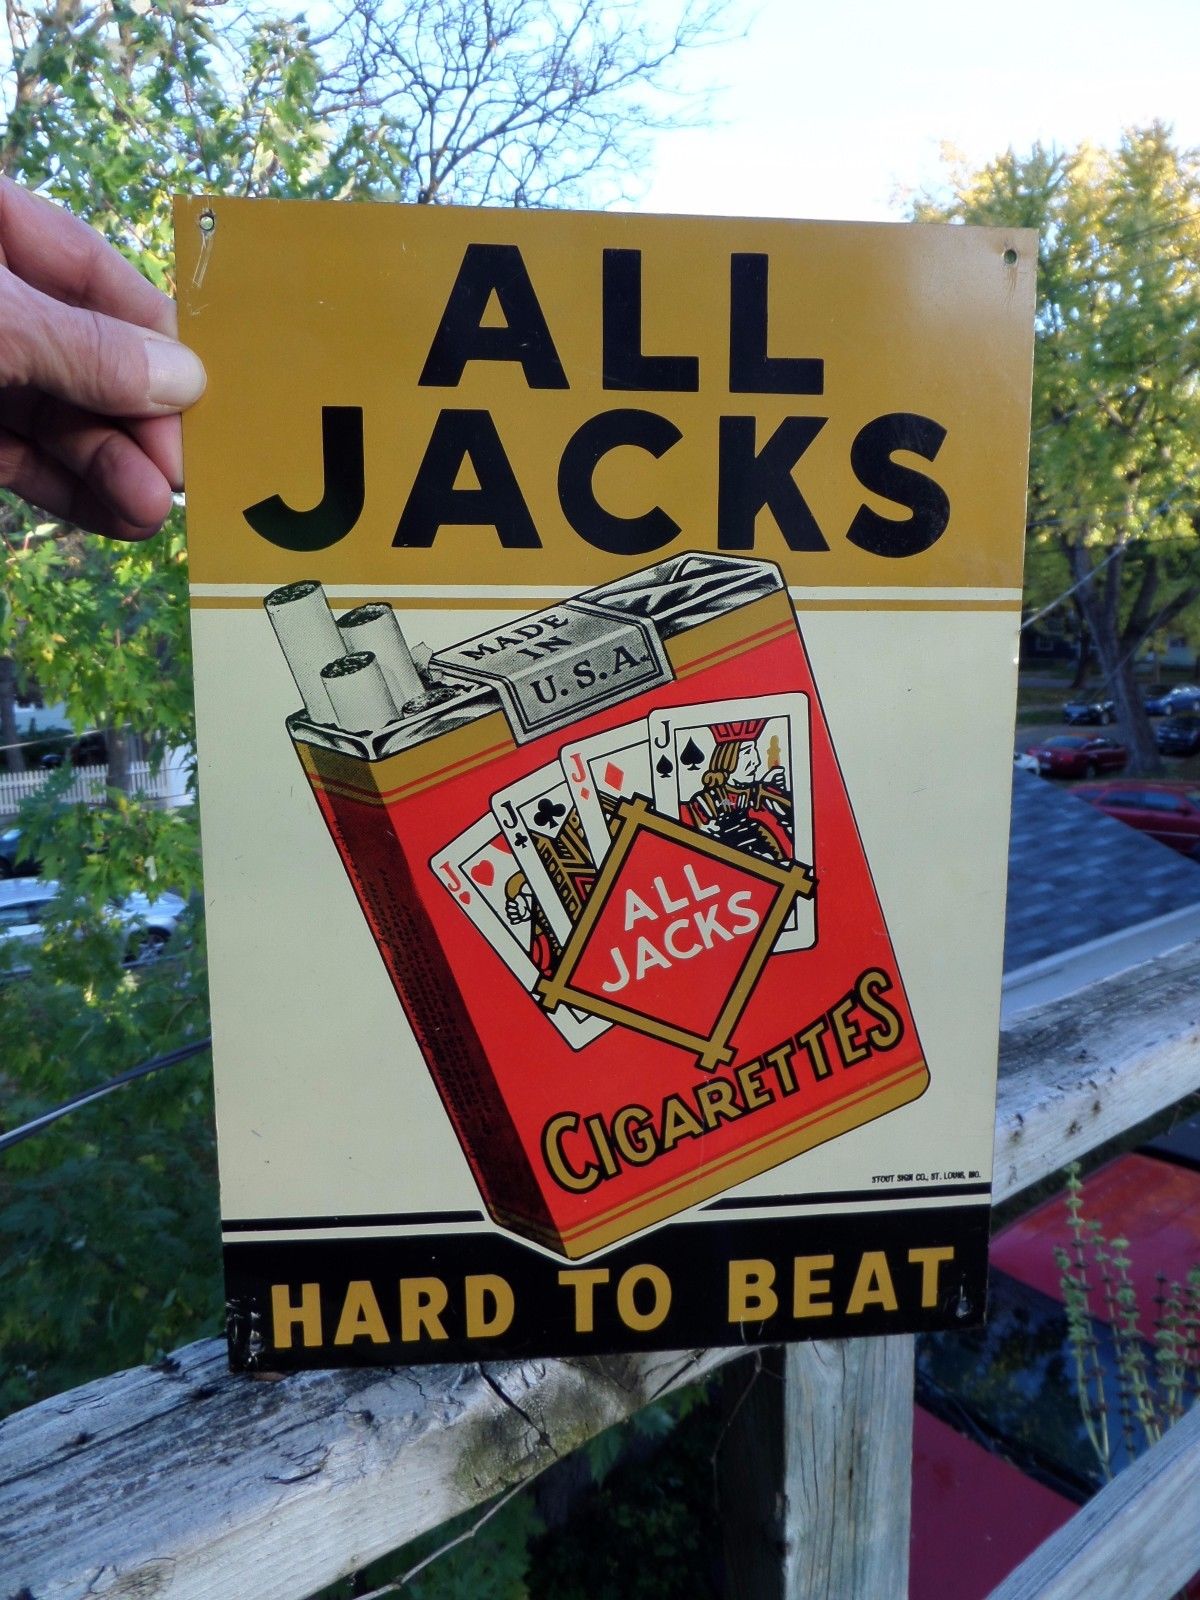 ALL
JACKS
MADE
IN
U.S.A.
J
J
J
J
ALL
JACKS
CIGARETTES
STOUT SIGN CO., ST. LOUIS, MO.
HARD TO BEAT